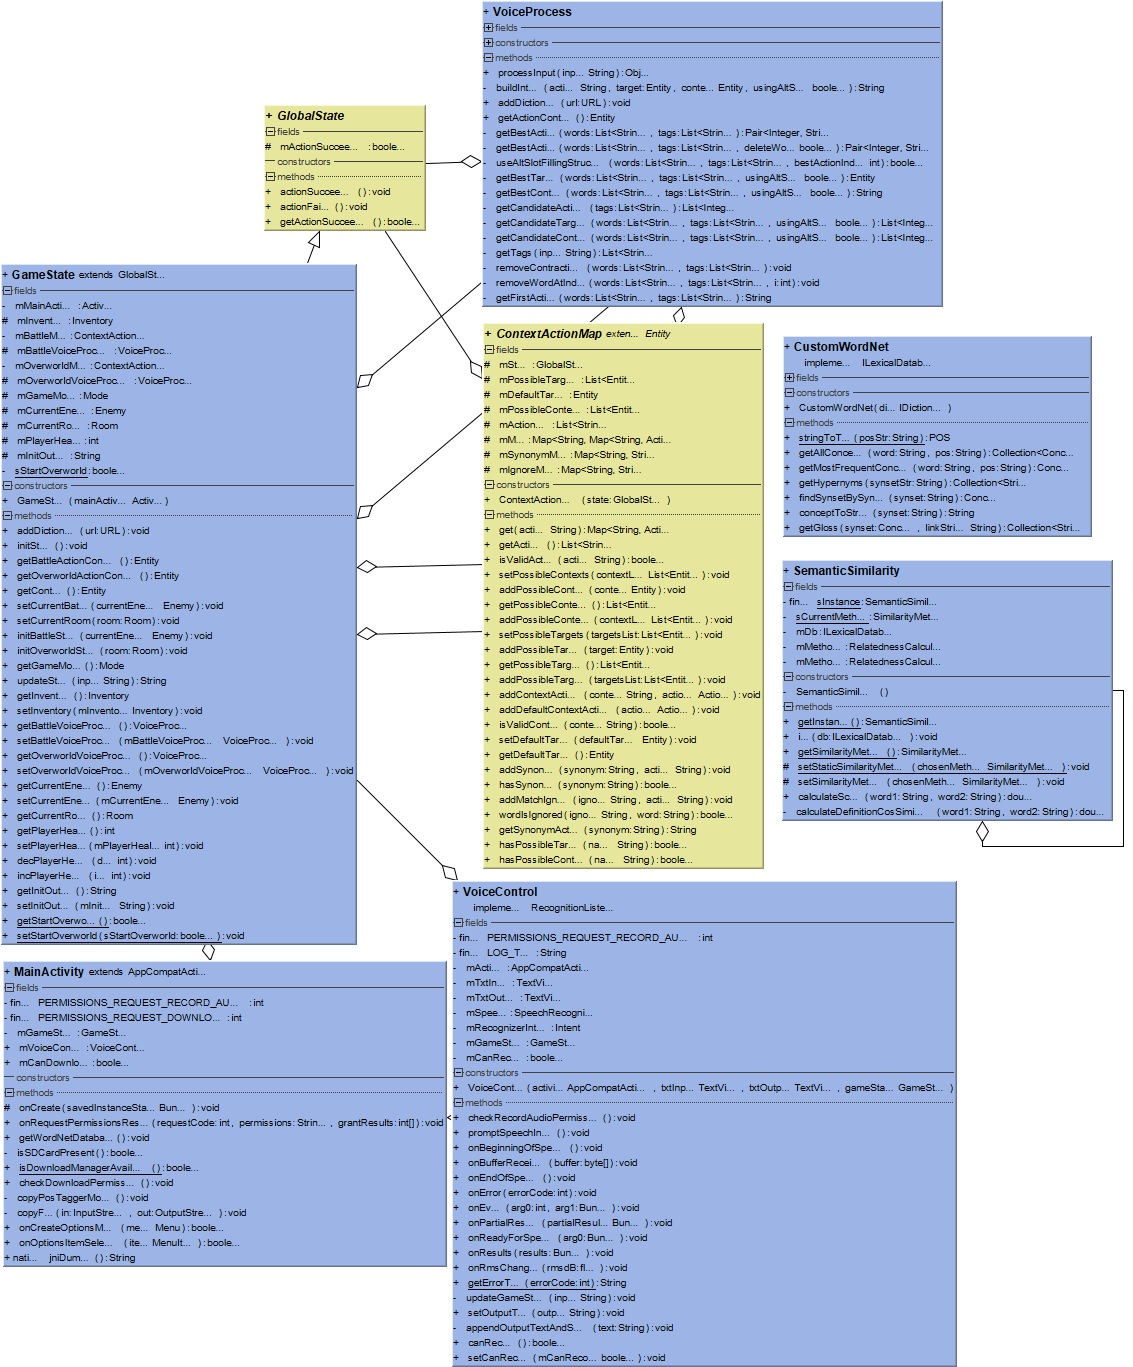 + VoiceProcess
fields
constructors
methods
+ processInput(inp... String):Obj...
- buildInt... (acti... String, target:Entity, conte... Entity, usingAltS... boole... ):String
+ addDiction... (url:URL):void
+ getActionCont... ():Entity
- getBestActi... (words:List<Strin... , tags:List<Strin... ):Pair<Integer, Stri...
- getBestActi... (words:List<Strin... , tags:List<Strin... , deleteWo... boole... ):Pair<Integer, Stri...
- useAltSlotFillingStruc... (words:List<Strin... , tags:List<Strin... , bestActionInd... int):boole...
- getBestTar... (words:List<Strin... , tags:List<Strin... , usingAltS... boole... ):Entity
- getBestCont... (words:List<Strin... , tags:List<Strin... , usingAltS... boole... ):String
- getCandidateActi... (tags:List<Strin... ):List<Integ...
- getCandidateTarg... (words:List<Strin... , tags:List<Strin... , usingAltS... boole... ):List<Integ...
- getCandidateCont... (words:List<Strin... , tags:List<Strin... , usingAltS... boole... ):List<Integ...
- getTags(inp... String):List<Strin...
- removeContracti... (words:List<Strin... , tags:List<Strin... ):void
- removeWordAtInd... (words:List<Strin... , tags:List<Strin... , i:int):void
- getFirstActi... (words:List<Strin... , tags:List<Strin... ):String
+ GlobalState
fields
# mActionSuccee... :boole...
constructors
methods
+ actionSuccee... ():void
+ actionFai... ():void
+ getActionSuccee... ():boole...
+ GameState extends GlobalSt...
fields
- mMainActi... :Activ...
# mInvent... :Inventory
- mBattleM... :ContextAction...
# mBattleVoiceProc... :VoiceProc...
- mOverworldM... :ContextAction...
# mOverworldVoiceProc... :VoiceProc...
# mGameMo... :Mode
# mCurrentEne... :Enemy
# mCurrentRo... :Room
# mPlayerHea... :int
# mInitOut... :String
- sStartOverworld:boole...
constructors
+ GameSt... (mainActiv... Activ... )
methods
+ addDiction... (url:URL):void
+ initSt... ():void
+ getBattleActionCon... ():Entity
+ getOverworldActionCon... ():Entity
+ getCont... ():Entity
+ setCurrentBat... (currentEne... Enemy):void
+ setCurrentRoom(room:Room):void
+ initBattleSt... (currentEne... Enemy):void
+ initOverworldSt... (room:Room):void
+ getGameMo... ():Mode
+ updateSt... (inp... String):String
+ getInvent... ():Inventory
+ setInventory(mInvento... Inventory):void
+ getBattleVoiceProc... ():VoiceProc...
+ setBattleVoiceProc... (mBattleVoiceProc... VoiceProc... ):void
+ getOverworldVoiceProc... ():VoiceProc...
+ setOverworldVoiceProc... (mOverworldVoiceProc... VoiceProc... ):void
+ getCurrentEne... ():Enemy
+ setCurrentEne... (mCurrentEne... Enemy):void
+ getCurrentRo... ():Room
+ getPlayerHea... ():int
+ setPlayerHea... (mPlayerHeal... int):void
+ decPlayerHe... (d... int):void
+ incPlayerHe... (i... int):void
+ getInitOut... ():String
+ setInitOut... (mInit... String):void
+ getStartOverwo... ():boole...
+ setStartOverworld(sStartOverworld:boole... ):void
+ ContextActionMap exten... Entity
fields
# mSt... :GlobalSt...
# mPossibleTarg... :List<Entit...
# mDefaultTar... :Entity
# mPossibleConte... :List<Entit...
# mAction... :List<Strin...
# mM... :Map<String, Map<String, Acti...
# mSynonymM... :Map<String, Stri...
# mIgnoreM... :Map<String, Stri...
constructors
+ ContextAction... (state:GlobalSt... )
methods
+ get(acti... String):Map<String, Acti...
+ getActi... ():List<Strin...
+ isValidAct... (acti... String):boole...
+ setPossibleContexts(contextL... List<Entit... ):void
+ addPossibleCont... (conte... Entity):void
+ getPossibleConte... ():List<Entit...
+ addPossibleConte... (contextL... List<Entit... ):void
+ setPossibleTargets(targetsList:List<Entit... ):void
+ addPossibleTar... (target:Entity):void
+ getPossibleTarg... ():List<Entit...
+ addPossibleTarg... (targetsList:List<Entit... ):void
+ addContextActi... (conte... String, actio... Actio... ):void
+ addDefaultContextActi... (actio... Actio... ):void
+ isValidCont... (conte... String):boole...
+ setDefaultTar... (defaultTar... Entity):void
+ getDefaultTar... ():Entity
+ addSynon... (synonym:String, acti... String):void
+ hasSynon... (synonym:String):boole...
+ addMatchIgn... (igno... String, acti... String):void
+ wordIsIgnored(igno... String, word:String):boole...
+ getSynonymAct... (synonym:String):String
+ hasPossibleTar... (na... String):boole...
+ hasPossibleCont... (na... String):boole...
+ CustomWordNet
impleme... ILexicalDatab...
fields
constructors
+ CustomWordNet(di... IDiction... )
methods
+ stringToT... (posStr:String):POS
+ getAllConce... (word:String, pos:String):Collection<Conc...
+ getMostFrequentConc... (word:String, pos:String):Conc...
+ getHypernyms(synsetStr:String):Collection<Stri...
+ findSynsetBySyn... (synset:String):Conc...
+ conceptToStr... (synset:String):String
+ getGloss(synset:Conc... , linkStri... String):Collection<Stri...
+ SemanticSimilarity
fields
- fin... sInstance:SemanticSimil...
- sCurrentMeth... :SimilarityMet...
- mDb:ILexicalDatab...
- mMetho... :RelatednessCalcul...
- mMetho... :RelatednessCalcul...
constructors
- SemanticSimil... ()
methods
+ getInstan... ():SemanticSimil...
+ i... (db:ILexicalDatab... ):void
+ getSimilarityMet... ():SimilarityMet...
# setStaticSimilarityMet... (chosenMeth... SimilarityMet... ):void
# setSimilarityMet... (chosenMeth... SimilarityMet... ):void
+ calculateSc... (word1:String, word2:String):dou...
- calculateDefinitionCosSimi... (word1:String, word2:String):dou...
+ MainActivity extends AppCompatActi...
fields
- fin... PERMISSIONS_REQUEST_RECORD_AU... :int
- fin... PERMISSIONS_REQUEST_DOWNLO... :int
- mGameSt... :GameSt...
+ mVoiceCon... :VoiceCont...
+ mCanDownlo... :boole...
constructors
methods
# onCreate(savedInstanceSta... Bun... ):void
+ onRequestPermissionsRes... (requestCode:int, permissions:Strin... , grantResults:int[]):void
+ getWordNetDataba... ():void
- isSDCardPresent():boole...
+ isDownloadManagerAvail... ():boole...
+ checkDownloadPermiss... ():void
- copyPosTaggerMo... ():void
- copyF... (in:InputStre... , out:OutputStre... ):void
+ onCreateOptionsM... (me... Menu):boole...
+ onOptionsItemSele... (ite... MenuIt... ):boole...
+ nati... jniDum... ():String
+ VoiceControl
impleme... RecognitionListe...
fields
- fin... PERMISSIONS_REQUEST_RECORD_AU... :int
- fin... LOG_T... :String
- mActi... :AppCompatActi...
- mTxtIn... :TextVi...
- mTxtOut... :TextVi...
- mSpee... :SpeechRecogni...
- mRecognizerInt... :Intent
- mGameSt... :GameSt...
- mCanRec... :boole...
constructors
+ VoiceCont... (activi... AppCompatActi... , txtInp... TextVi... , txtOutp... TextVi... , gameSta... GameSt... )
methods
+ checkRecordAudioPermiss... ():void
+ promptSpeechIn... ():void
+ onBeginningOfSpe... ():void
+ onBufferRecei... (buffer:byte[]):void
+ onEndOfSpe... ():void
+ onError(errorCode:int):void
+ onEv... (arg0:int, arg1:Bun... ):void
+ onPartialRes... (partialResul... Bun... ):void
+ onReadyForSpe... (arg0:Bun... ):void
+ onResults(results:Bun... ):void
+ onRmsChang... (rmsdB:fl... ):void
+ getErrorT... (errorCode:int):String
- updateGameSt... (inp... String):void
+ setOutputT... (outp... String):void
- appendOutputTextAndS... (text:String):void
+ canRec... ():boole...
+ setCanRec... (mCanReco... boole... ):void